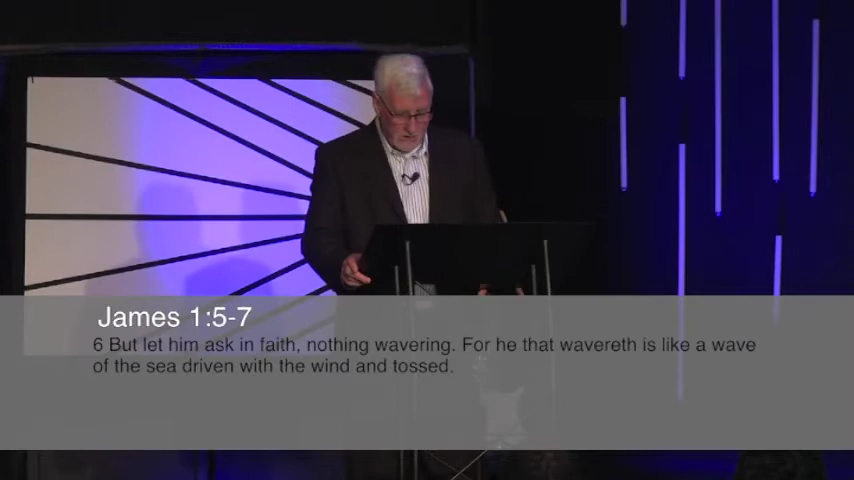 James 1:5-7
6 But let him ask in faith, nothing wavering. For he that wavereth is like a wave
of the sea driven with the wind and tossed.